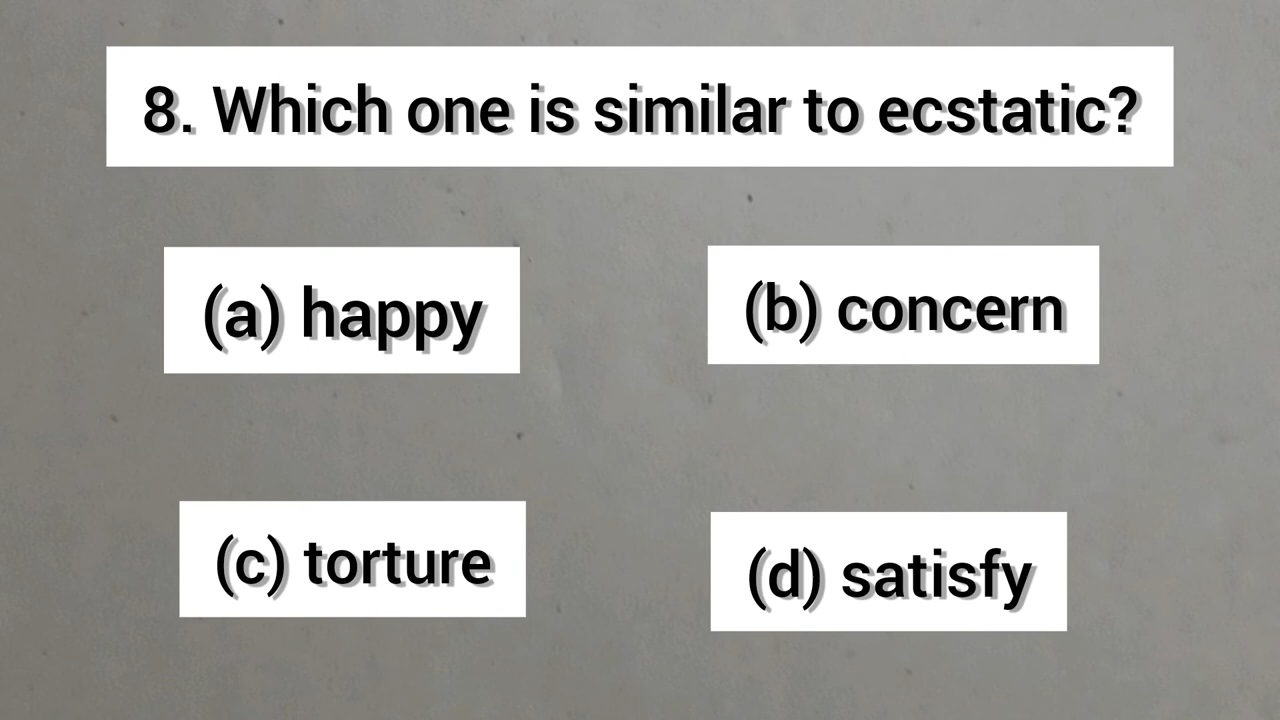 8. Which one is similar to ecstatic?
(a) happy
(b) concern
(c) torture
(d) satisfy